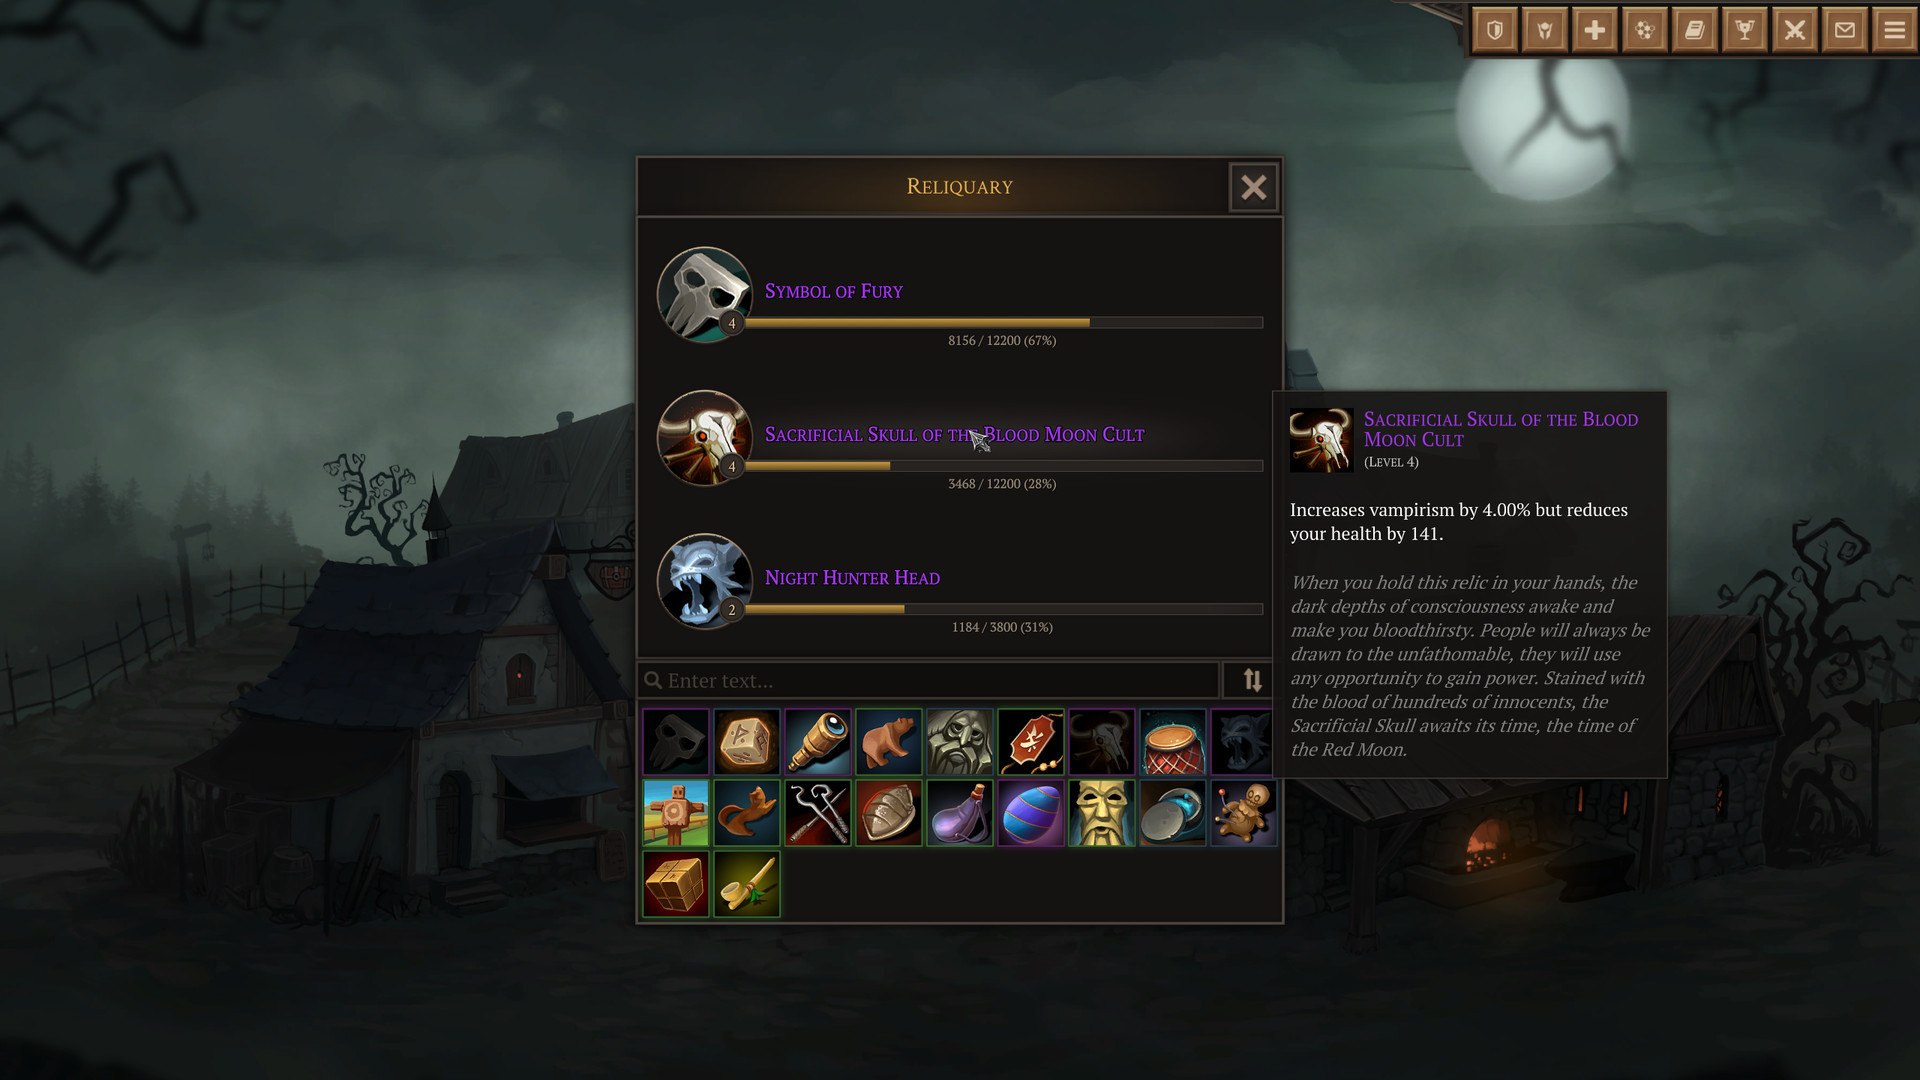 Reliquary
Symbol of Fury
4
8156 / 12200 (67%)
Sacrificial Skull of the Blood Moon Cult
4
3468 / 12200 (28%)
Night Hunter Head
2
1184 / 3800 (31%)
Enter text...
Sacrificial Skull of the Blood
Moon Cult
(Level 4)
Increases vampirism by 4.00% but reduces
your health by 141.
When you hold this relic in your hands, the
dark depths of consciousness awake and
make you bloodthirsty. People will always be
drawn to the unfathomable, they will use
any opportunity to gain power. Stained with
the blood of hundreds of innocents, the
Sacrificial Skull awaits its time, the time of
the Red Moon.